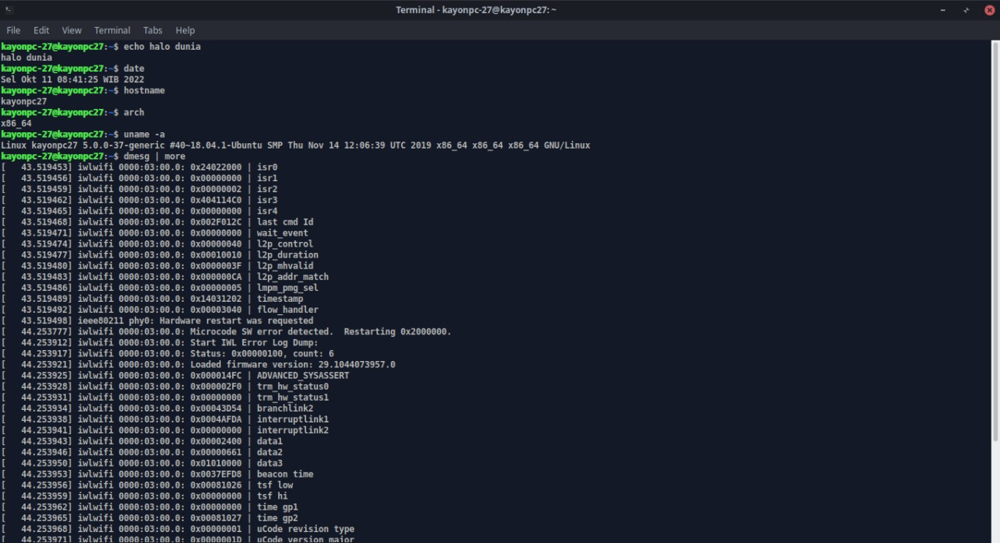 Terminal - kayonpc-27@kayonpc27: ~
File Edit View Terminal Tabs Help
kayonpc-27@kayonpc27:~$ echo halo dunia
halo dunia
kayonpc-27@kayonpc27:~$ date
Sel Okt 11 08:41:25 WIB 2022
kayonpc-27@kayonpc27:~$ hostname
kayonpc27
kayonpc-27@kayonpc27:~$ arch
x86_64
kayonpc-27@kayonpc27:~$ uname -a
Linux kayonpc27 5.0.0-37-generic #40~18.04.1-Ubuntu SMP Thu Nov 14 12:06:39 UTC 2019 x86_64 x86_64 x86_64 GNU/Linux
kayonpc-27@kayonpc27:~$ dmesg | more
[   43.519453] iwlwifi 0000:03:00.0: 0x24022000 | isr0
[   43.519456] iwlwifi 0000:03:00.0: 0x00000000 | isr1
[   43.519459] iwlwifi 0000:03:00.0: 0x00000002 | isr2
[   43.519462] iwlwifi 0000:03:00.0: 0x404114C0 | isr3
[   43.519465] iwlwifi 0000:03:00.0: 0x00000000 | isr4
[   43.519468] iwlwifi 0000:03:00.0: 0x002F012C | last cmd Id
[   43.519471] iwlwifi 0000:03:00.0: 0x00000000 | wait_event
[   43.519474] iwlwifi 0000:03:00.0: 0x00000040 | l2p_control
[   43.519477] iwlwifi 0000:03:00.0: 0x00010010 | l2p_duration
[   43.519480] iwlwifi 0000:03:00.0: 0x0000003F | l2p_mhvalid
[   43.519483] iwlwifi 0000:03:00.0: 0x000000CA | l2p_addr_match
[   43.519486] iwlwifi 0000:03:00.0: 0x00000005 | lmpm_pmg_sel
[   43.519489] iwlwifi 0000:03:00.0: 0x14031202 | timestamp
[   43.519492] iwlwifi 0000:03:00.0: 0x00003040 | flow_handler
[   43.519498] ieee80211 phy0: Hardware restart was requested
[   44.253777] iwlwifi 0000:03:00.0: Microcode SW error detected.  Restarting 0x2000000.
[   44.253912] iwlwifi 0000:03:00.0: Start IWL Error Log Dump:
[   44.253917] iwlwifi 0000:03:00.0: Status: 0x00000100, count: 6
[   44.253921] iwlwifi 0000:03:00.0: Loaded firmware version: 29.1044073957.0
[   44.253925] iwlwifi 0000:03:00.0: 0x000014FC | ADVANCED_SYSASSERT
[   44.253928] iwlwifi 0000:03:00.0: 0x000002F0 | trm_hw_status0
[   44.253931] iwlwifi 0000:03:00.0: 0x00000000 | trm_hw_status1
[   44.253934] iwlwifi 0000:03:00.0: 0x00043D54 | branchlink2
[   44.253938] iwlwifi 0000:03:00.0: 0x0004AFDA | interruptlink1
[   44.253941] iwlwifi 0000:03:00.0: 0x00000000 | interruptlink2
[   44.253943] iwlwifi 0000:03:00.0: 0x00002400 | data1
[   44.253946] iwlwifi 0000:03:00.0: 0x00000661 | data2
[   44.253950] iwlwifi 0000:03:00.0: 0x01010000 | data3
[   44.253953] iwlwifi 0000:03:00.0: 0x0037EFD8 | beacon time
[   44.253956] iwlwifi 0000:03:00.0: 0x00081026 | tsf low
[   44.253959] iwlwifi 0000:03:00.0: 0x00000000 | tsf hi
[   44.253962] iwlwifi 0000:03:00.0: 0x00000000 | time gp1
[   44.253965] iwlwifi 0000:03:00.0: 0x00081027 | time gp2
[   44.253968] iwlwifi 0000:03:00.0: 0x00000001 | uCode revision type
[   44.253971] iwlwifi 0000:03:00.0: 0x0000001D | uCode version major